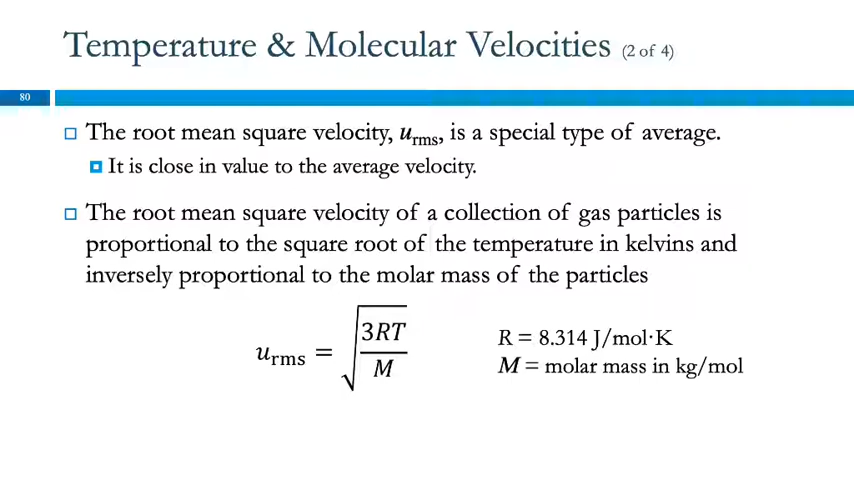 Temperature & Molecular Velocities (2 of 4)
80
The root mean square velocity, u_rms, is a special type of average.
It is close in value to the average velocity.
The root mean square velocity of a collection of gas particles is
proportional to the square root of the temperature in kelvins and
inversely proportional to the molar mass of the particles
u_rms = √(3RT/M)
R = 8.314 J/mol·K
M = molar mass in kg/mol